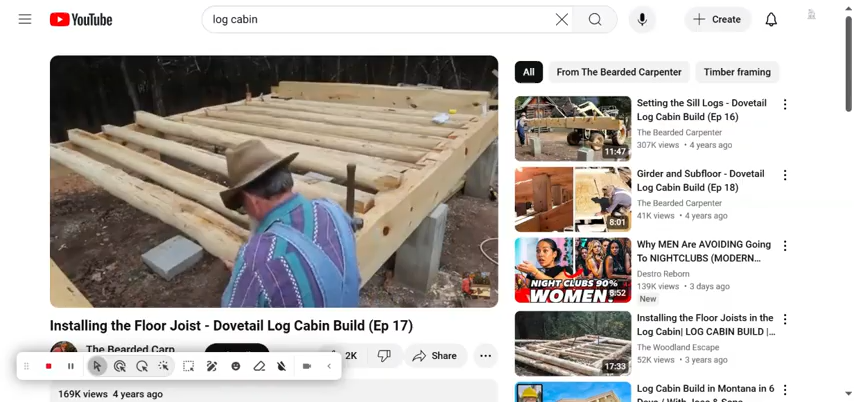 YouTube
log cabin
Create
All
From The Bearded Carpenter
Timber framing
Setting the Sill Logs - Dovetail
Log Cabin Build (Ep 16)
The Bearded Carpenter
307K views • 4 years ago
11:47
Girder and Subfloor - Dovetail
Log Cabin Build (Ep 18)
The Bearded Carpenter
41K views • 4 years ago
8:01
Why MEN Are AVOIDING Going
To NIGHTCLUBS (MODERN...
Destro Reborn
139K views • 3 days ago
New
NIGHT CLUBS 90%
WOMEN!
8:52
Installing the Floor Joists in the
Log Cabin| LOG CABIN BUILD |...
The Woodland Escape
52K views • 3 years ago
17:33
Log Cabin Build in Montana in 6
Installing the Floor Joist - Dovetail Log Cabin Build (Ep 17)
The Bearded Carp
2K
Share
169K views 4 years ago